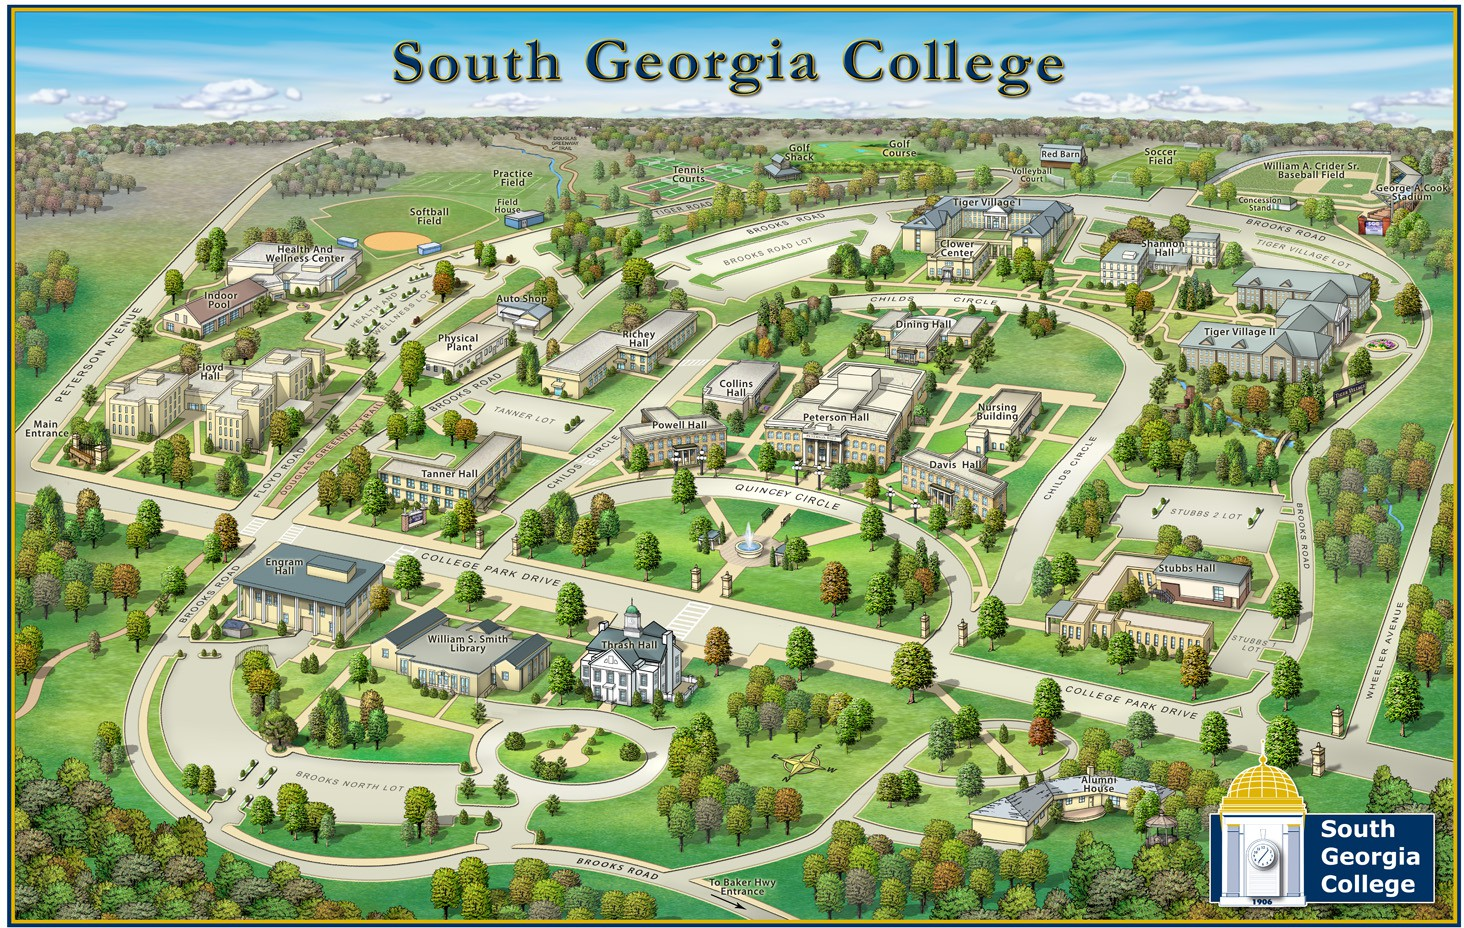 South Georgia College
DOUGLAS
GREENWAY
TRAIL
Golf
Shack
Golf
Course
Red Barn
Soccer
Field
William A. Crider Sr.
Baseball Field
George A Cook
Stadium
Practice
Field
Tennis
Courts
Volleyball
Court
Concession
Stand
Softball
Field
Field
House
TIGER ROAD
BROOKS ROAD
BROOKS ROAD LOT
Tiger Village I
Clower
Center
Shannon
Hall
BROOKS ROAD
TIGER VILLAGE LOT
Health And
Wellness Center
Indoor
Pool
HEALTH AND
WELLNESS LOT
Auto Shop
CHILDS CIRCLE
Dining Hall
Tiger Village II
PETERSON AVENUE
Physical
Plant
Richey
Hall
Floyd
Hall
BROOKS ROAD
TANNER LOT
Collins
Hall
Peterson Hall
Nursing
Building
Powell Hall
Davis Hall
Main
Entrance
FLOYD ROAD
DOUGLAS GREENWAY TRAIL
Tanner Hall
CHILDS CIRCLE
QUINCEY CIRCLE
CHILDS CIRCLE
STUBBS 2 LOT
BROOKS ROAD
Stubbs Hall
STUBBS 1
LOT
WHEELER AVENUE
Engram
Hall
COLLEGE PARK DRIVE
BROOKS ROAD
William S. Smith
Library
Thrash Hall
COLLEGE PARK DRIVE
BROOKS NORTH LOT
W
Alumni
House
BROOKS ROAD
To Baker Hwy
Entrance
South
Georgia
College
1906